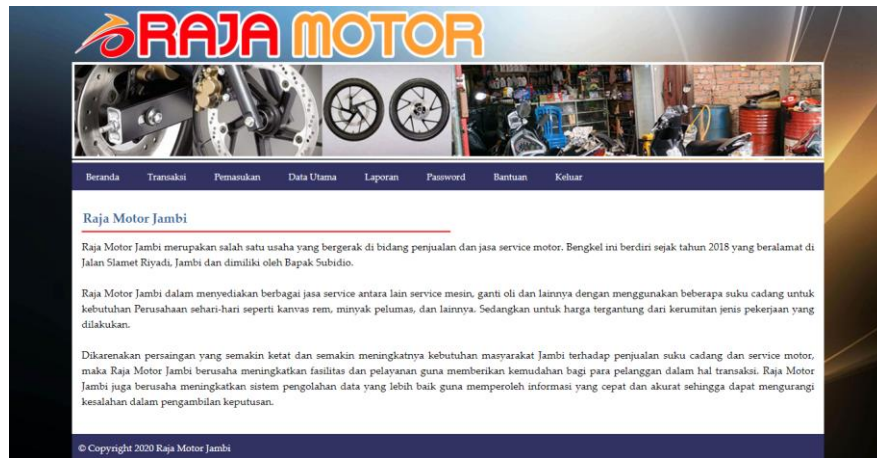 RAJA MOTOR
Beranda Transaksi Pemasukan Data Utama Laporan Password Bantuan Keluar
Raja Motor Jambi
Raja Motor Jambi merupakan salah satu usaha yang bergerak di bidang penjualan dan jasa service motor. Bengkel ini berdiri sejak tahun 2018 yang beralamat di
Jalan Slamet Riyadi, Jambi dan dimiliki oleh Bapak Subidio.
Raja Motor Jambi dalam menyediakan berbagai jasa service antara lain service mesin, ganti oli dan lainnya dengan menggunakan beberapa suku cadang untuk
kebutuhan Perusahaan sehari-hari seperti kanvas rem, minyak pelumas, dan lainnya. Sedangkan untuk harga tergantung dari kerumitan jenis pekerjaan yang
dilakukan.
Dikarenakan persaingan yang semakin ketat dan semakin meningkatnya kebutuhan masyarakat Jambi terhadap penjualan suku cadang dan service motor,
maka Raja Motor Jambi berusaha meningkatkan fasilitas dan pelayanan guna memberikan kemudahan bagi para pelanggan dalam hal transaksi. Raja Motor
Jambi juga berusaha meningkatkan sistem pengolahan data yang lebih baik guna memperoleh informasi yang cepat dan akurat sehingga dapat mengurangi
kesalahan dalam pengambilan keputusan.
© Copyright 2020 Raja Motor Jambi